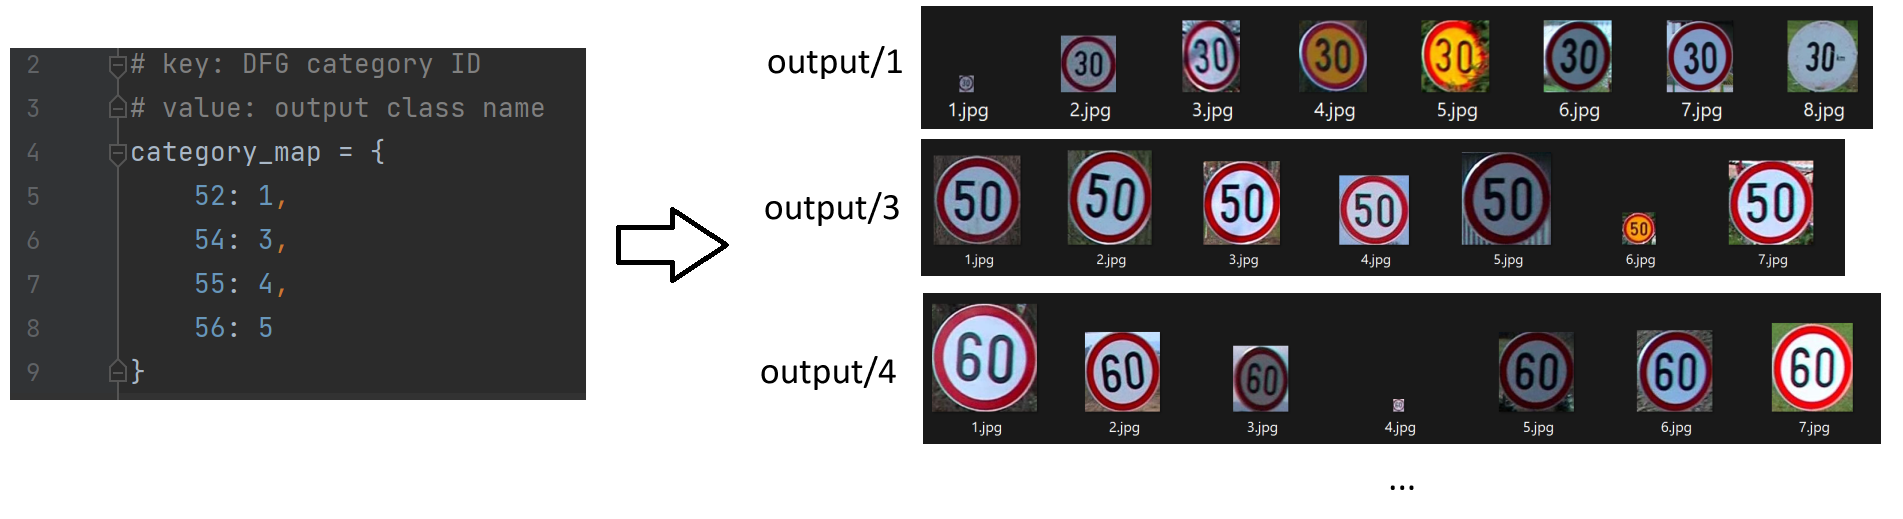 2 # key: DFG category ID
3 # value: output class name
4 category_map = {
5 52: 1,
6 54: 3,
7 55: 4,
8 56: 5
9 }
output/1
30 30 30 30 30 30 30 30 km
1.jpg 2.jpg 3.jpg 4.jpg 5.jpg 6.jpg 7.jpg 8.jpg
output/3
50 50 50 50 50 50 50
1.jpg 2.jpg 3.jpg 4.jpg 5.jpg 6.jpg 7.jpg
output/4
60 60 60 60 60 60
1.jpg 2.jpg 3.jpg 4.jpg 5.jpg 6.jpg 7.jpg
...